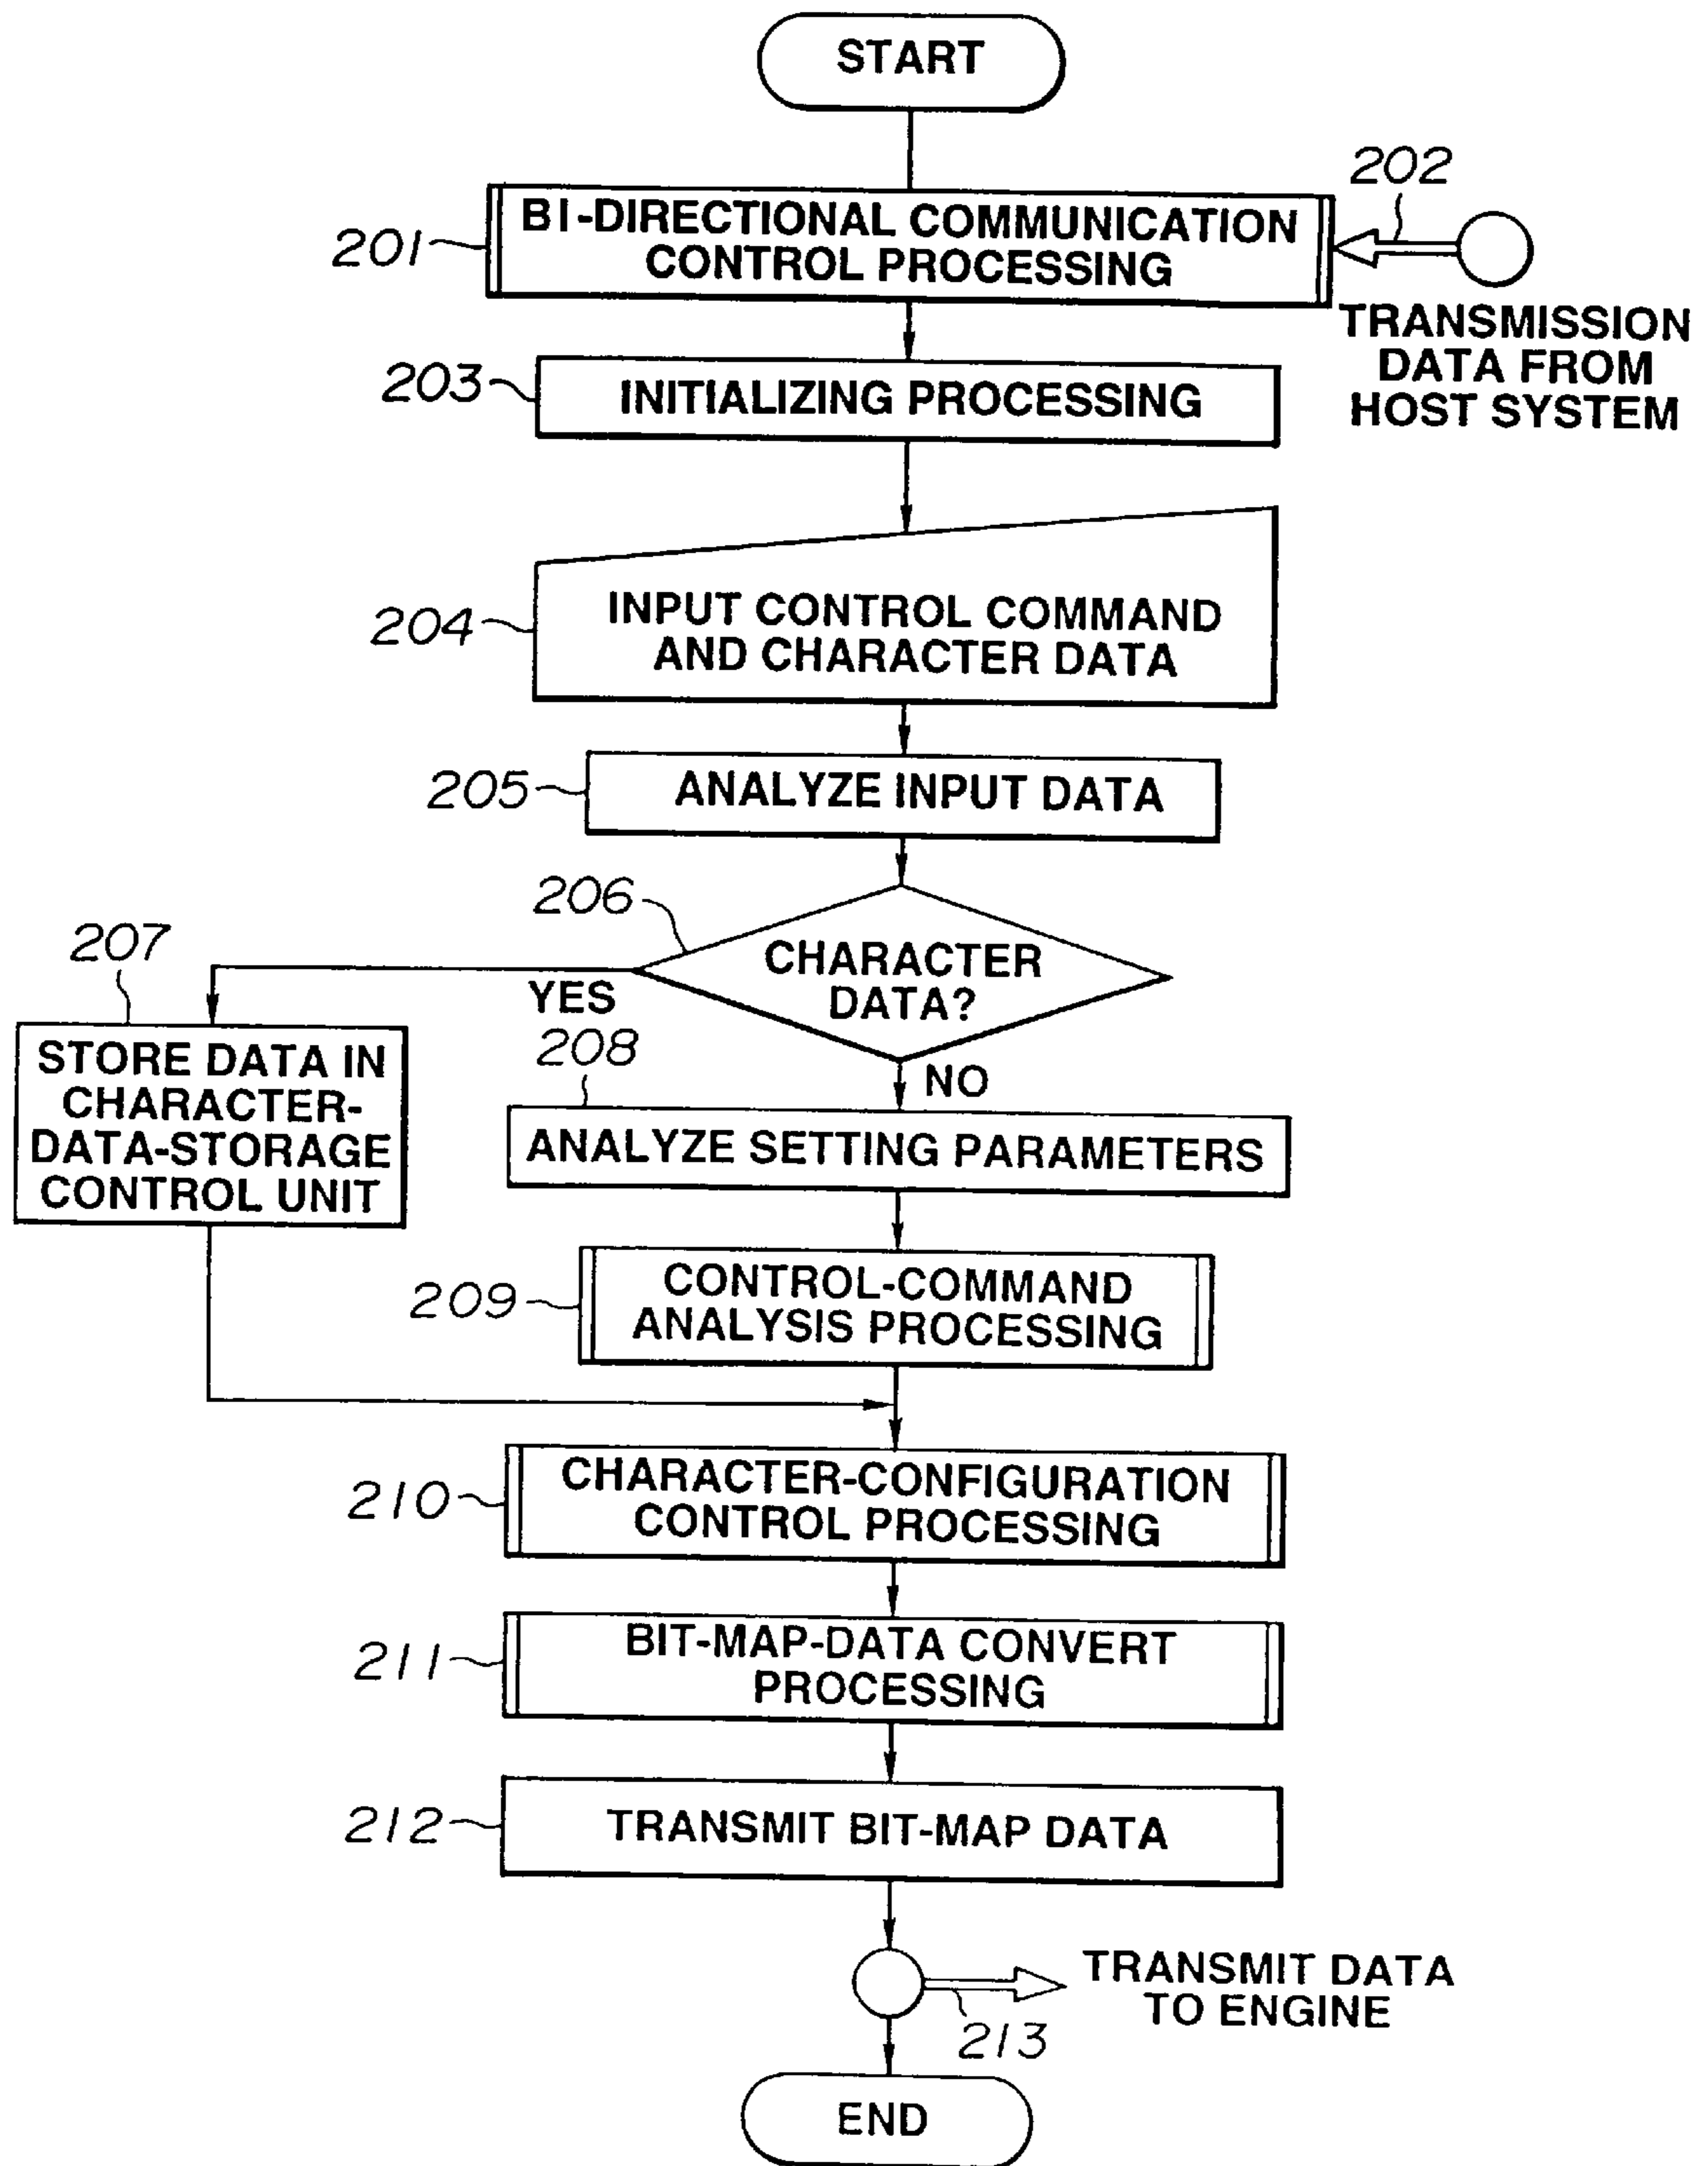 START
202
201
BI-DIRECTIONAL COMMUNICATION
CONTROL PROCESSING
TRANSMISSION
DATA FROM
HOST SYSTEM
203
INITIALIZING PROCESSING
204
INPUT CONTROL COMMAND
AND CHARACTER DATA
205
ANALYZE INPUT DATA
206
CHARACTER
DATA?
YES
207
STORE DATA IN
CHARACTER-
DATA-STORAGE
CONTROL UNIT
NO
208
ANALYZE SETTING PARAMETERS
209
CONTROL-COMMAND
ANALYSIS PROCESSING
210
CHARACTER-CONFIGURATION
CONTROL PROCESSING
211
BIT-MAP-DATA CONVERT
PROCESSING
212
TRANSMIT BIT-MAP DATA
TRANSMIT DATA
TO ENGINE
213
END